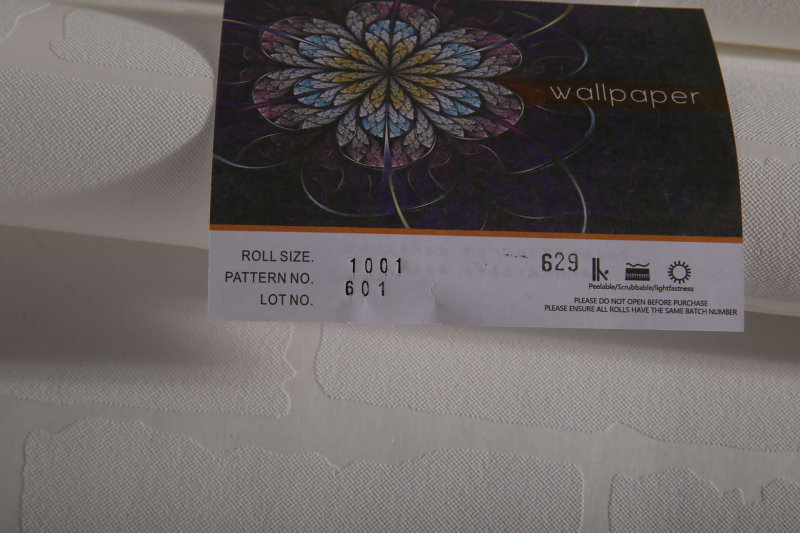 wallpaper
ROLL SIZE.
PATTERN NO. 1001
LOT NO. 601
629
Peelable/Scrubbable/lightfastness
PLEASE DO NOT OPEN BEFORE PURCHASE
PLEASE ENSURE ALL ROLLS HAVE THE SAME BATCH NUMBER